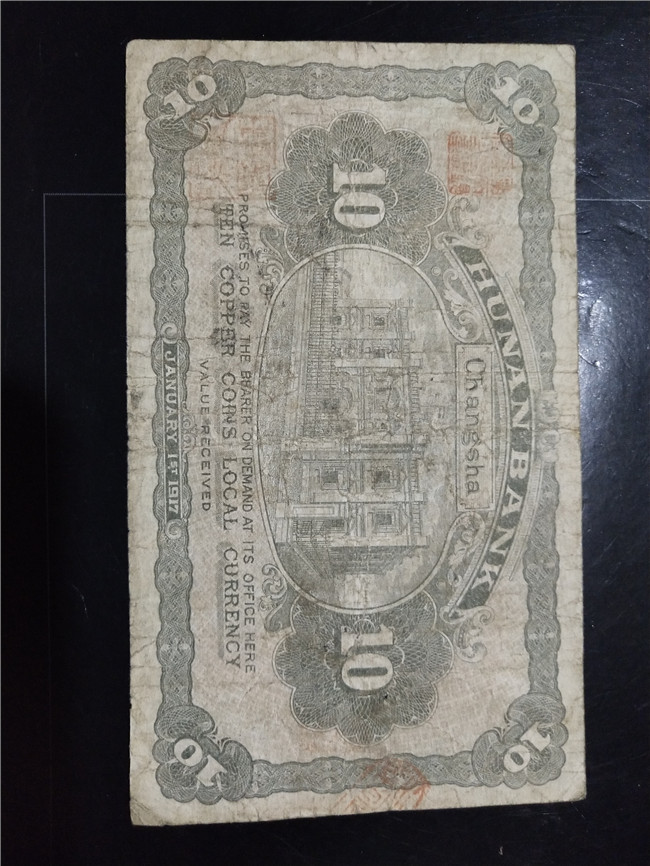 10
10
HUNAN BANK
Changsha
10
10
PROMISES TO PAY THE BEARER ON DEMAND AT ITS OFFICE HERE
TEN COPPER COINS LOCAL CURRENCY
VALUE RECEIVED
10
JANUARY 1ST 1917
10